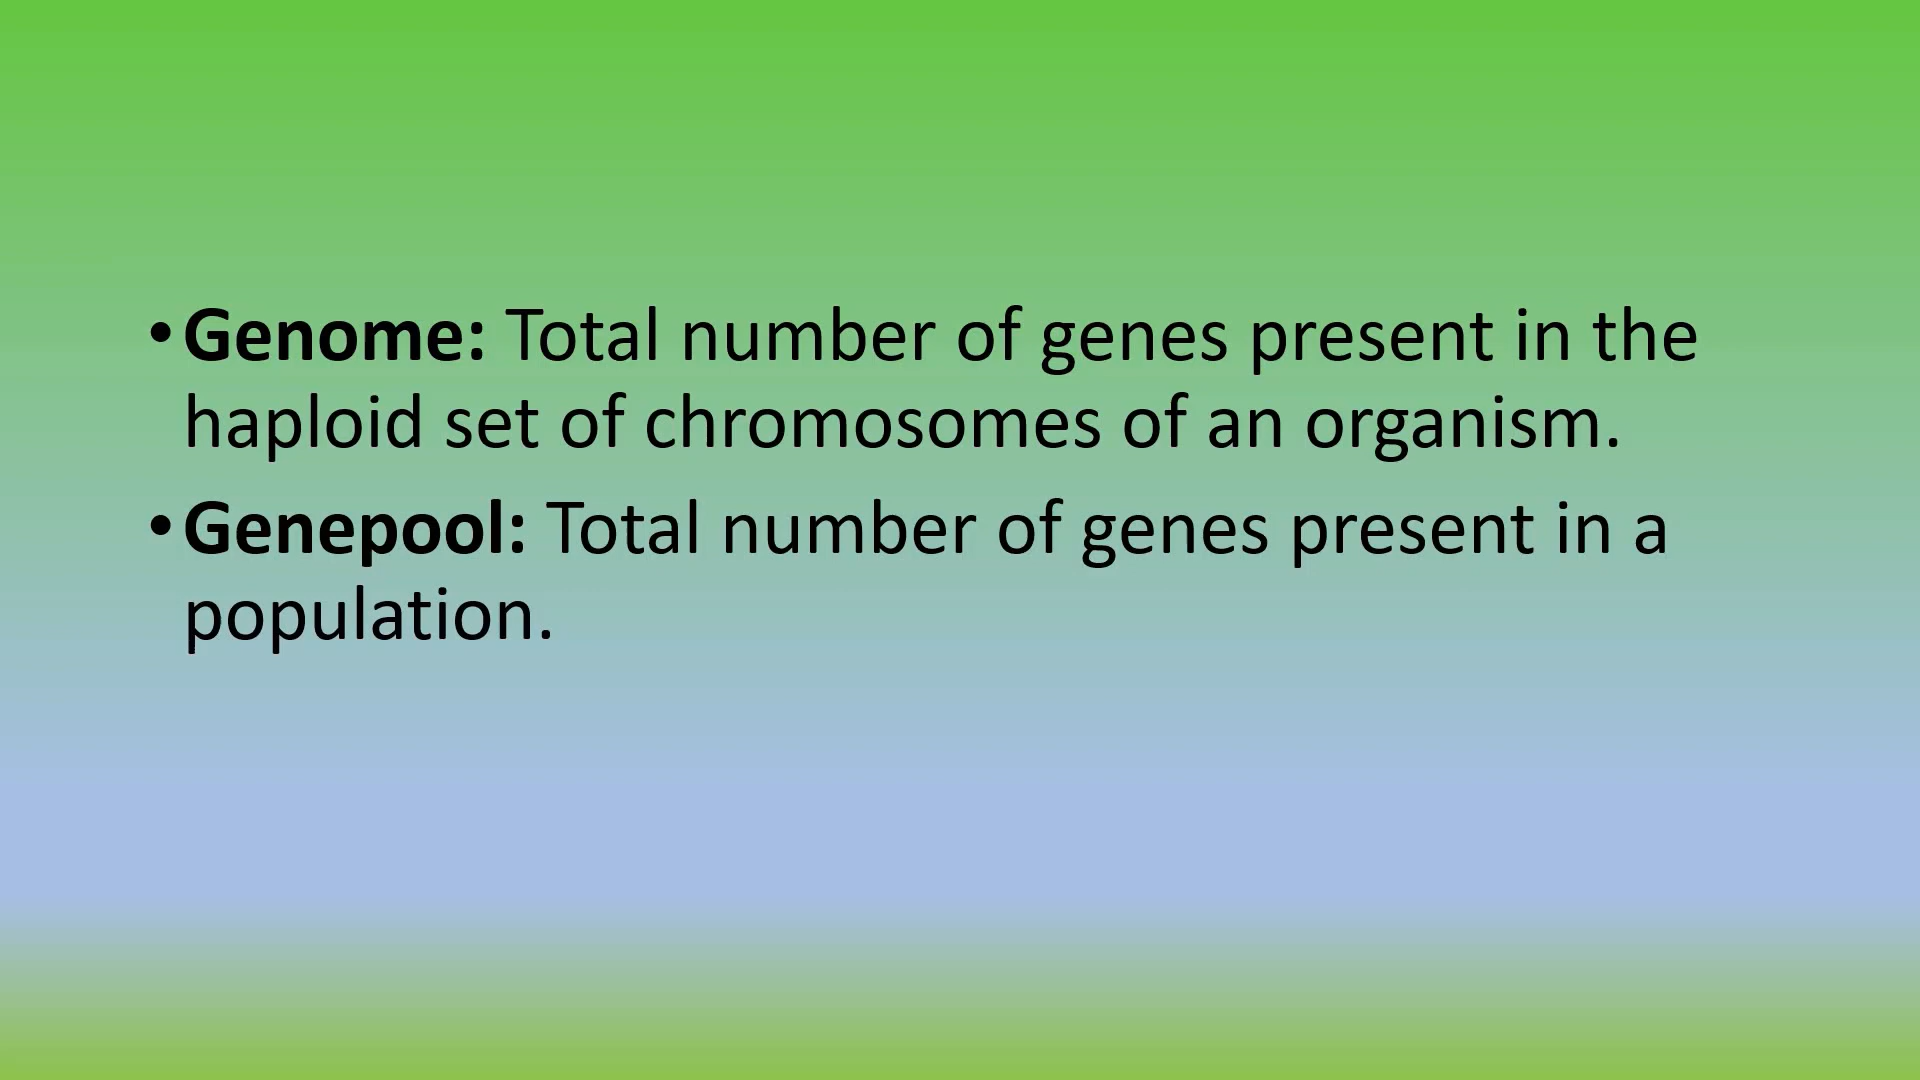 • Genome: Total number of genes present in the
haploid set of chromosomes of an organism.
• Genepool: Total number of genes present in a
population.